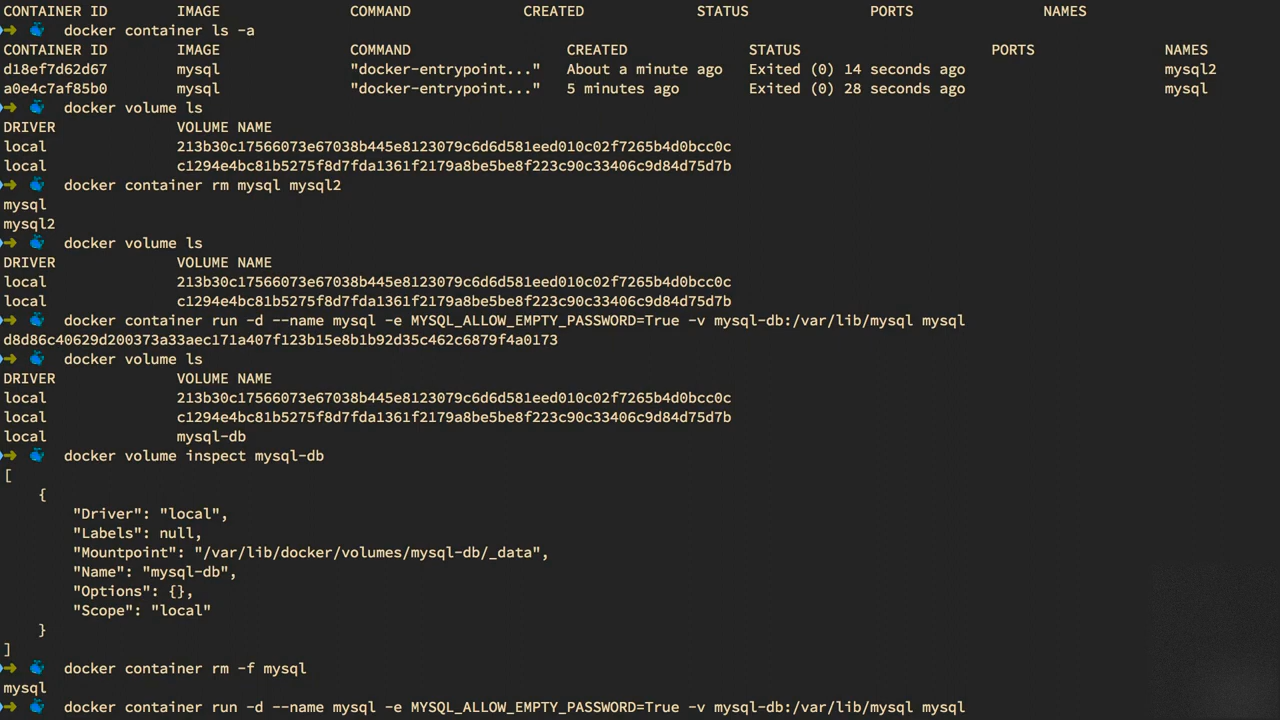 CONTAINER ID        IMAGE               COMMAND             CREATED             STATUS              PORTS               NAMES
➜  🐳  docker container ls -a
CONTAINER ID        IMAGE               COMMAND                  CREATED              STATUS                      PORTS               NAMES
d18ef7d62d67        mysql               "docker-entrypoint..."   About a minute ago   Exited (0) 14 seconds ago                       mysql2
a0e4c7af85b0        mysql               "docker-entrypoint..."   5 minutes ago        Exited (0) 28 seconds ago                       mysql
➜  🐳  docker volume ls
DRIVER              VOLUME NAME
local               213b30c17566073e67038b445e8123079c6d6d581eed010c02f7265b4d0bcc0c
local               c1294e4bc81b5275f8d7fda1361f2179a8be5be8f223c90c33406c9d84d75d7b
➜  🐳  docker container rm mysql mysql2
mysql
mysql2
➜  🐳  docker volume ls
DRIVER              VOLUME NAME
local               213b30c17566073e67038b445e8123079c6d6d581eed010c02f7265b4d0bcc0c
local               c1294e4bc81b5275f8d7fda1361f2179a8be5be8f223c90c33406c9d84d75d7b
➜  🐳  docker container run -d --name mysql -e MYSQL_ALLOW_EMPTY_PASSWORD=True -v mysql-db:/var/lib/mysql mysql
d8d86c40629d200373a33aec171a407f123b15e8b1b92d35c462c6879f4a0173
➜  🐳  docker volume ls
DRIVER              VOLUME NAME
local               213b30c17566073e67038b445e8123079c6d6d581eed010c02f7265b4d0bcc0c
local               c1294e4bc81b5275f8d7fda1361f2179a8be5be8f223c90c33406c9d84d75d7b
local               mysql-db
➜  🐳  docker volume inspect mysql-db
[
    {
        "Driver": "local",
        "Labels": null,
        "Mountpoint": "/var/lib/docker/volumes/mysql-db/_data",
        "Name": "mysql-db",
        "Options": {},
        "Scope": "local"
    }
]
➜  🐳  docker container rm -f mysql
mysql
➜  🐳  docker container run -d --name mysql -e MYSQL_ALLOW_EMPTY_PASSWORD=True -v mysql-db:/var/lib/mysql mysql